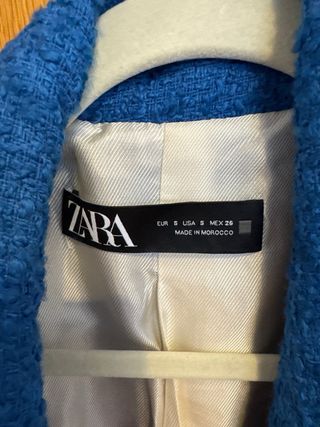 ZARA
EUR S USA S MEX 26
MADE IN MOROCCO